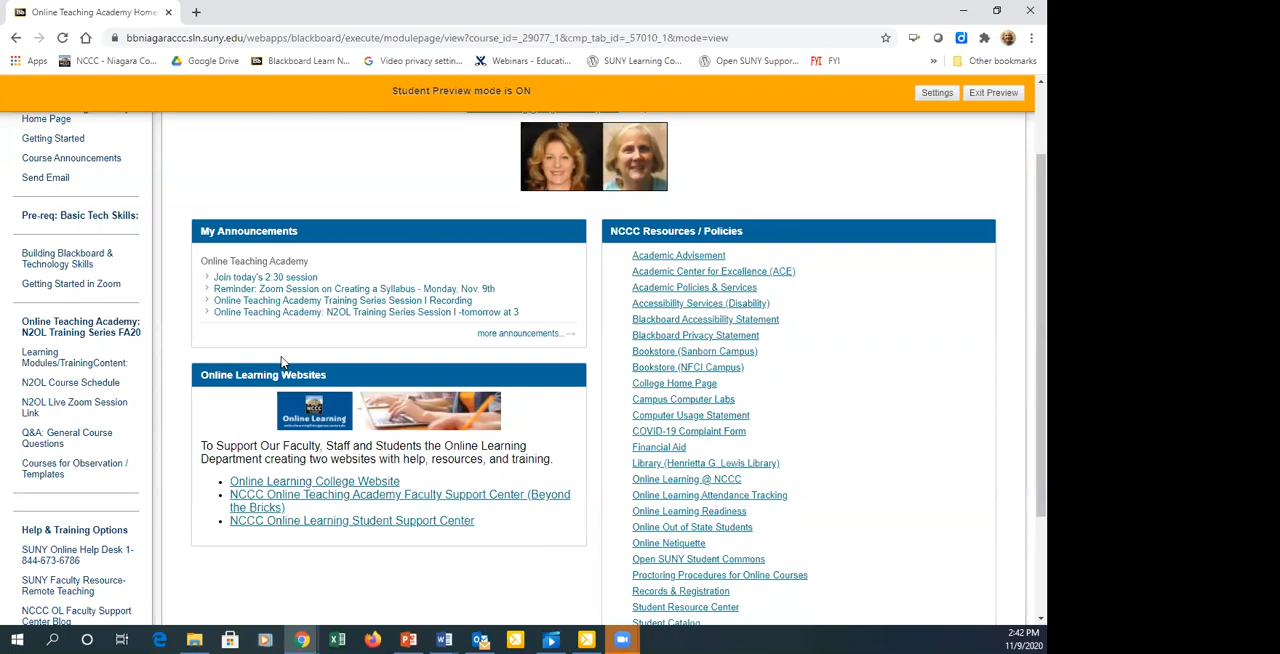 Online Teaching Academy Home
bbniagaraccc.sln.suny.edu/webapps/blackboard/execute/modulepage/view?course_id=_29077_1&cmp_tab_id=_57010_1&mode=view
Apps
NCCC - Niagara Co...
Google Drive
Blackboard Learn N...
Video privacy settin...
Webinars - Educati...
SUNY Learning Co...
Open SUNY Suppor...
FYI
FYI
»
Other bookmarks
Student Preview mode is ON
Settings
Exit Preview
Home Page
Getting Started
Course Announcements
Send Email
Pre-req: Basic Tech Skills:
Building Blackboard &
Technology Skills
Getting Started in Zoom
Online Teaching Academy:
N2OL Training Series FA20
Learning
Modules/TrainingContent:
N2OL Course Schedule
N2OL Live Zoom Session
Link
Q&A: General Course
Questions
Courses for Observation /
Templates
Help & Training Options
SUNY Online Help Desk 1-
844-673-6786
SUNY Faculty Resource-
Remote Teaching
NCCC OL Faculty Support
Center Blog
My Announcements
Online Teaching Academy
Join today's 2:30 session
Reminder: Zoom Session on Creating a Syllabus - Monday, Nov. 9th
Online Teaching Academy Training Series Session I Recording
Online Teaching Academy: N2OL Training Series Session I -tomorrow at 3
more announcements...
Online Learning Websites
NCCC
Online Learning
To Support Our Faculty, Staff and Students the Online Learning
Department creating two websites with help, resources, and training.
Online Learning College Website
NCCC Online Teaching Academy Faculty Support Center (Beyond
the Bricks)
NCCC Online Learning Student Support Center
NCCC Resources / Policies
Academic Advisement
Academic Center for Excellence (ACE)
Academic Policies & Services
Accessibility Services (Disability)
Blackboard Accessibility Statement
Blackboard Privacy Statement
Bookstore (Sanborn Campus)
Bookstore (NFCI Campus)
College Home Page
Campus Computer Labs
Computer Usage Statement
COVID-19 Complaint Form
Financial Aid
Library (Henrietta G. Lewis Library)
Online Learning @ NCCC
Online Learning Attendance Tracking
Online Learning Readiness
Online Out of State Students
Online Netiquette
Open SUNY Student Commons
Proctoring Procedures for Online Courses
Records & Registration
Student Resource Center
Student Catalog
2:42 PM
11/9/2020